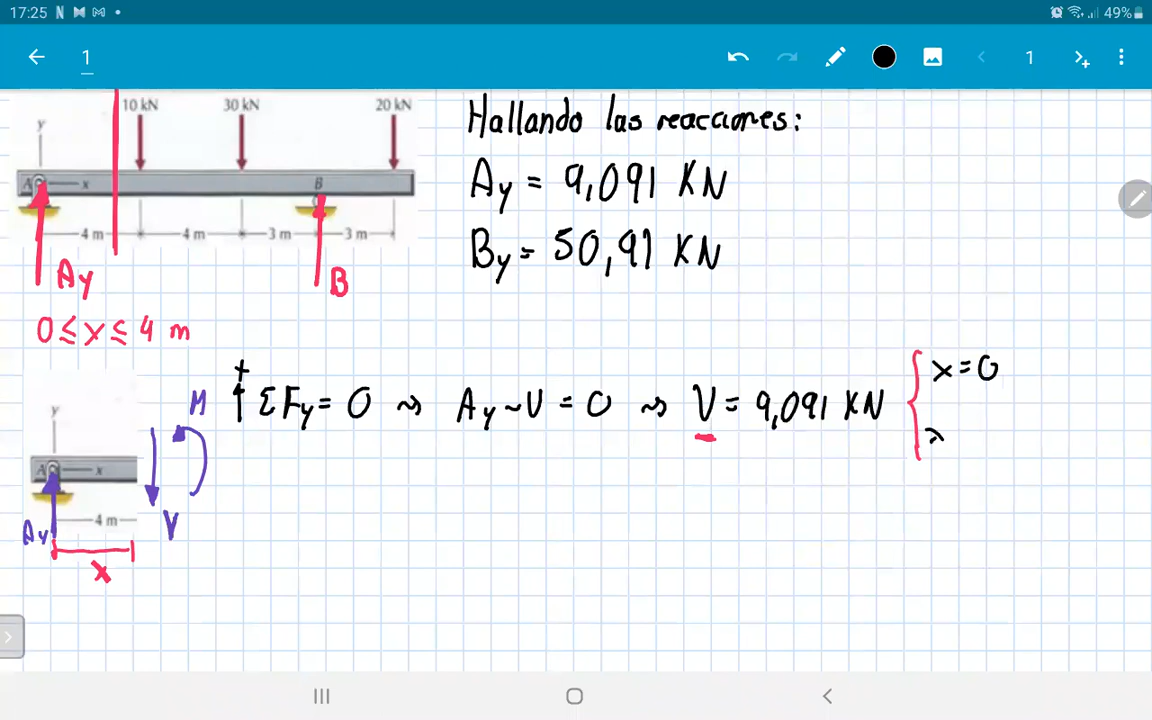 17:25 N 49%
1 1
10 kN 30 kN 20 kN
Hallando las reacciones:
y
Ay = 9,091 KN
A x B
4 m 4 m 3 m 3 m
By = 50,91 KN
Ay B
0 ≤ x ≤ 4 m
+ ΣFy = 0 ⇝ Ay - V = 0 ⇝ V = 9,091 KN { x = 0
M
y
A x
4 m
Ay V
x